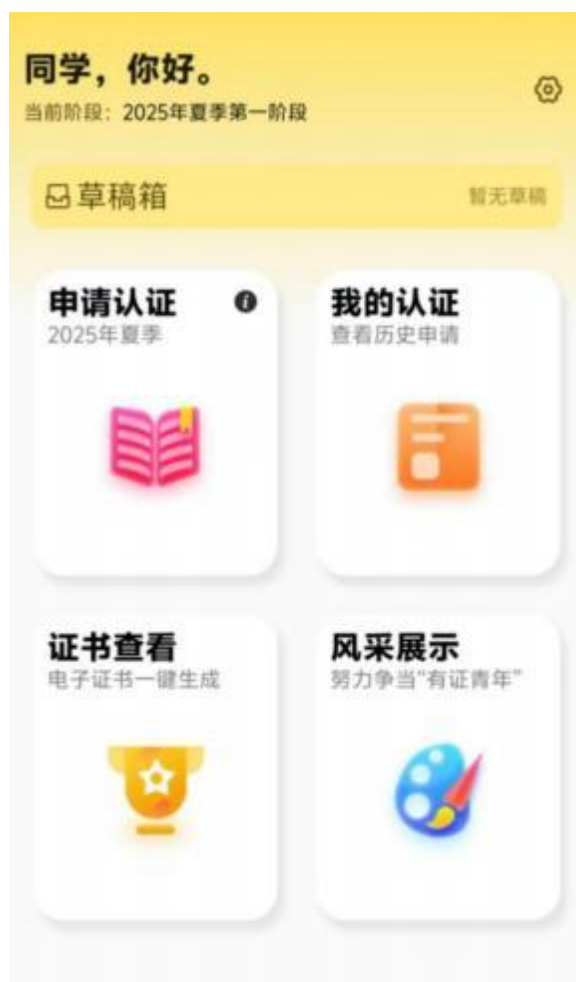 同学，你好。
当前阶段：2025年夏季第一阶段
草稿箱
暂无草稿
申请认证
2025年夏季
我的认证
查看历史申请
证书查看
电子证书一键生成
风采展示
努力争当“有证青年”